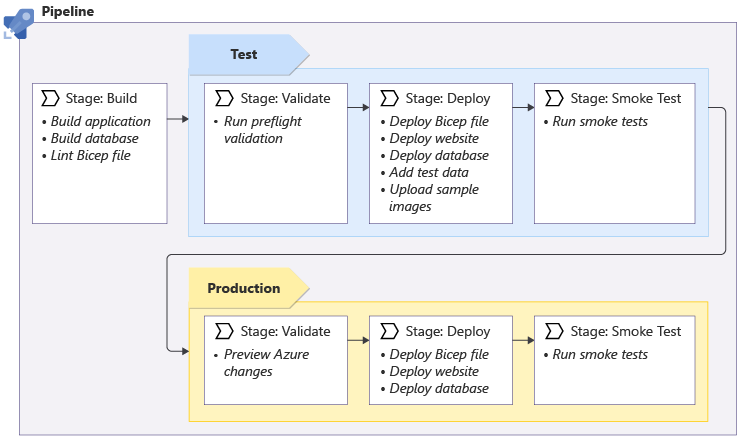 Pipeline
Test
Stage: Build
• Build application
• Build database
• Lint Bicep file
Stage: Validate
• Run preflight
validation
Stage: Deploy
• Deploy Bicep file
• Deploy website
• Deploy database
• Add test data
• Upload sample
images
Stage: Smoke Test
• Run smoke tests
Production
Stage: Validate
• Preview Azure
changes
Stage: Deploy
• Deploy Bicep file
• Deploy website
• Deploy database
Stage: Smoke Test
• Run smoke tests